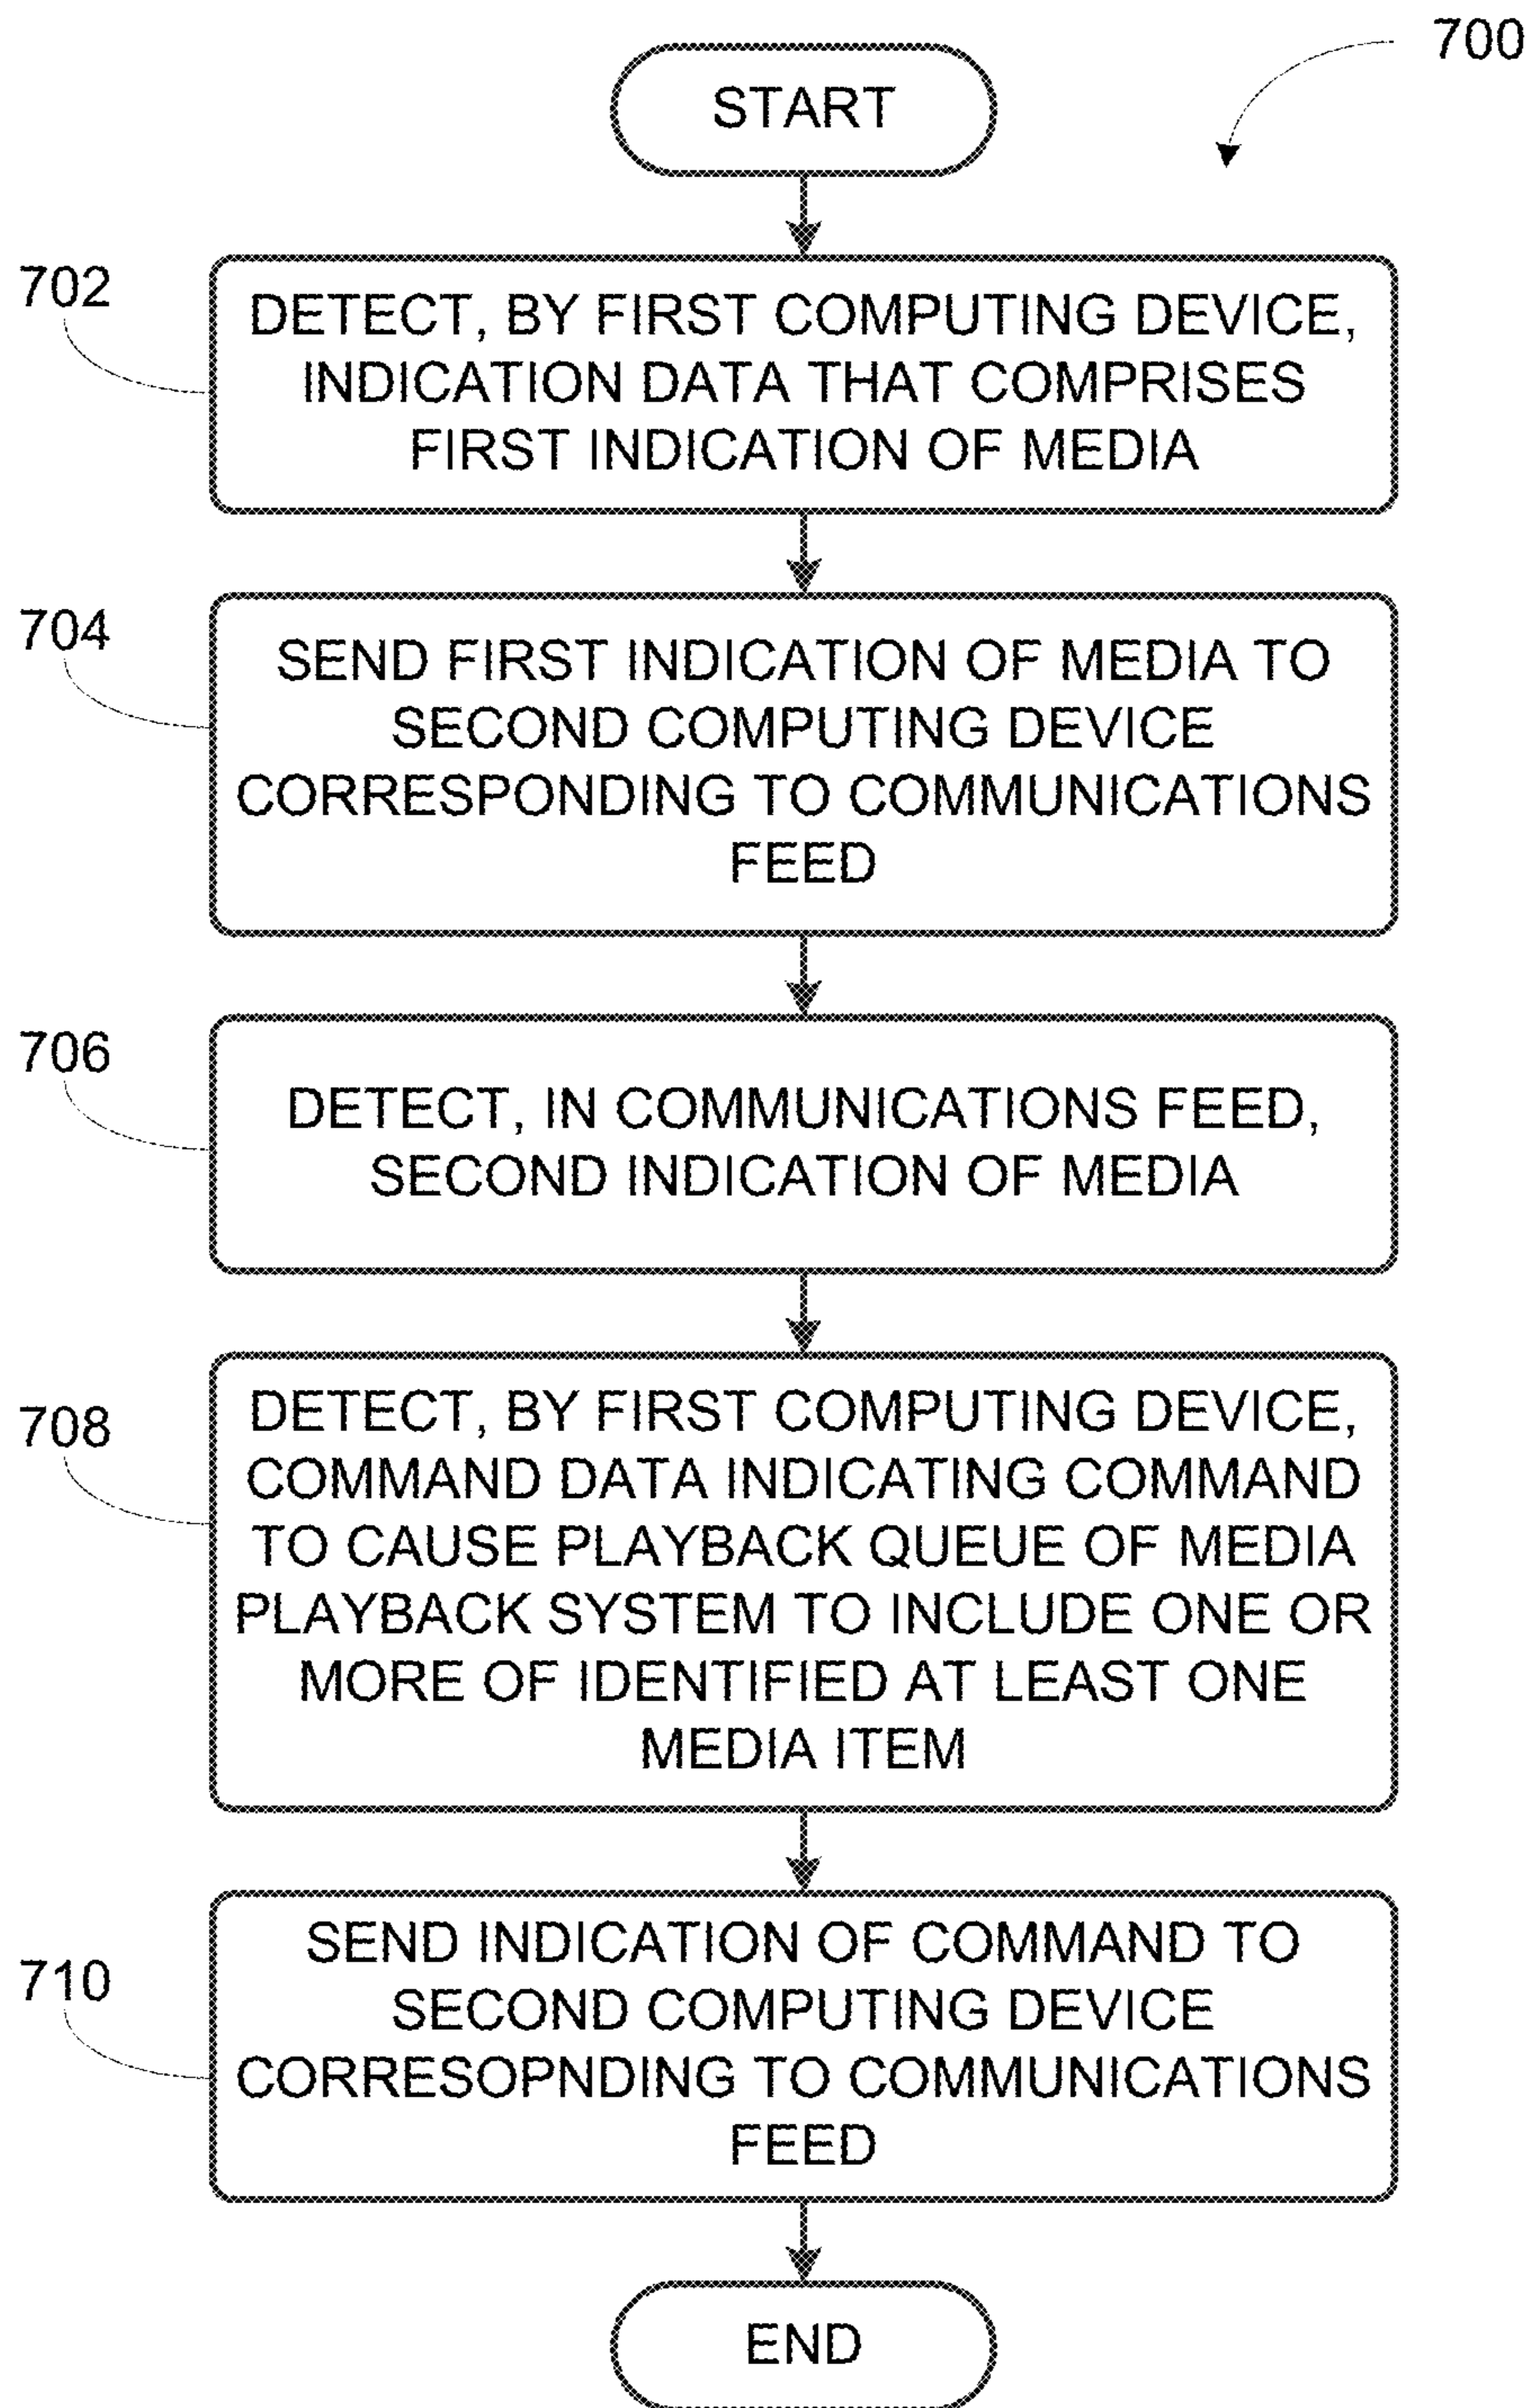 700
START
702
DETECT, BY FIRST COMPUTING DEVICE,
INDICATION DATA THAT COMPRISES
FIRST INDICATION OF MEDIA
704
SEND FIRST INDICATION OF MEDIA TO
SECOND COMPUTING DEVICE
CORRESPONDING TO COMMUNICATIONS
FEED
706
DETECT, IN COMMUNICATIONS FEED,
SECOND INDICATION OF MEDIA
708
DETECT, BY FIRST COMPUTING DEVICE,
COMMAND DATA INDICATING COMMAND
TO CAUSE PLAYBACK QUEUE OF MEDIA
PLAYBACK SYSTEM TO INCLUDE ONE OR
MORE OF IDENTIFIED AT LEAST ONE
MEDIA ITEM
710
SEND INDICATION OF COMMAND TO
SECOND COMPUTING DEVICE
CORRESOPNDING TO COMMUNICATIONS
FEED
END